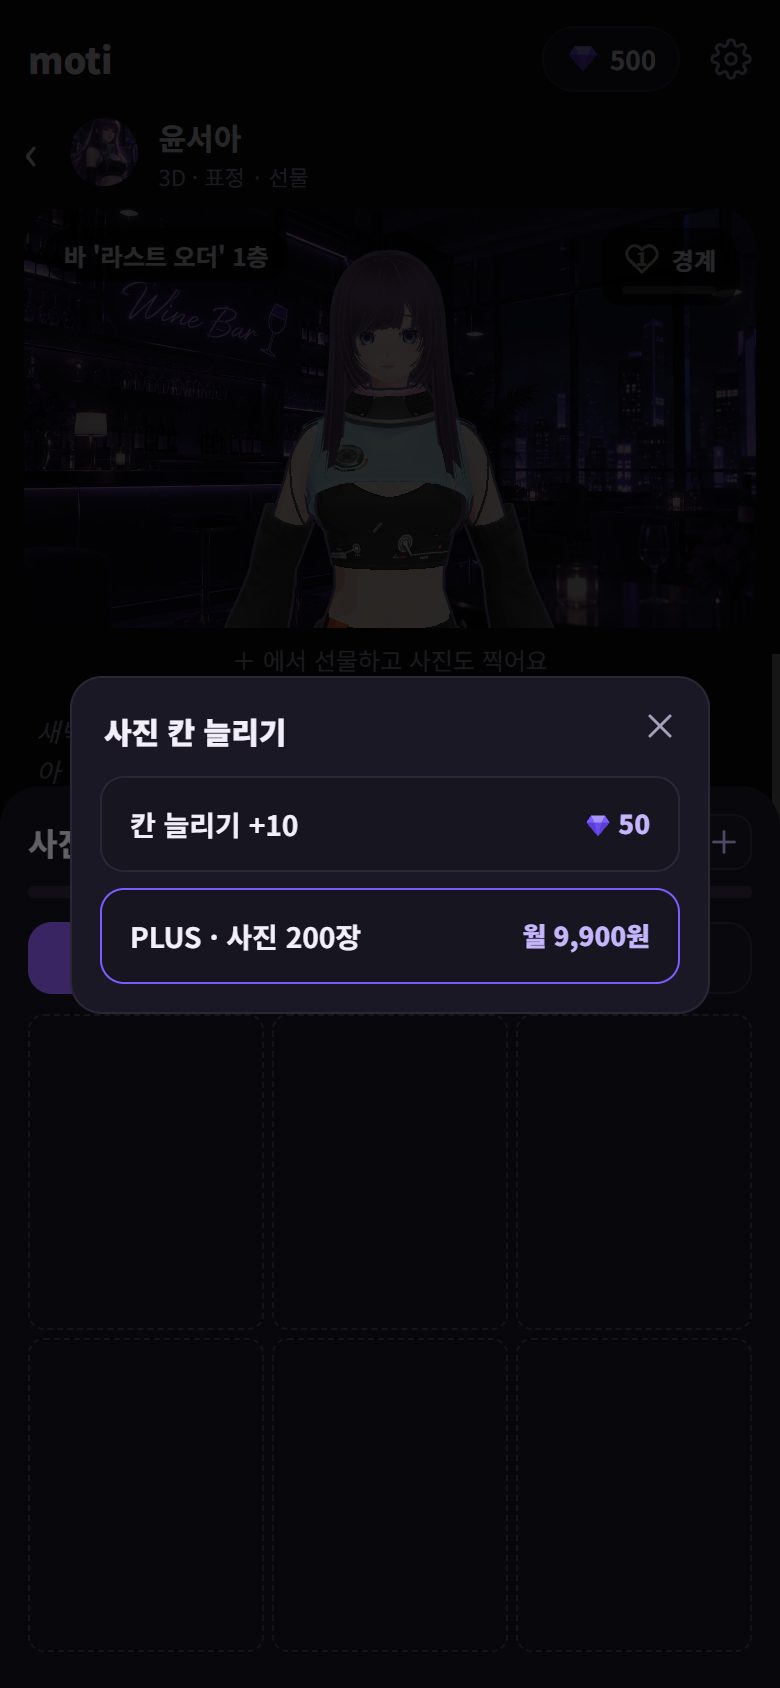 moti
500
윤서아
3D · 표정 · 선물
바 '라스트 오더' 1층
1 경계
Wine Bar
+ 에서 선물하고 사진도 찍어요
아
사진 칸 늘리기
칸 늘리기 +10
50
PLUS · 사진 200장
월 9,900원